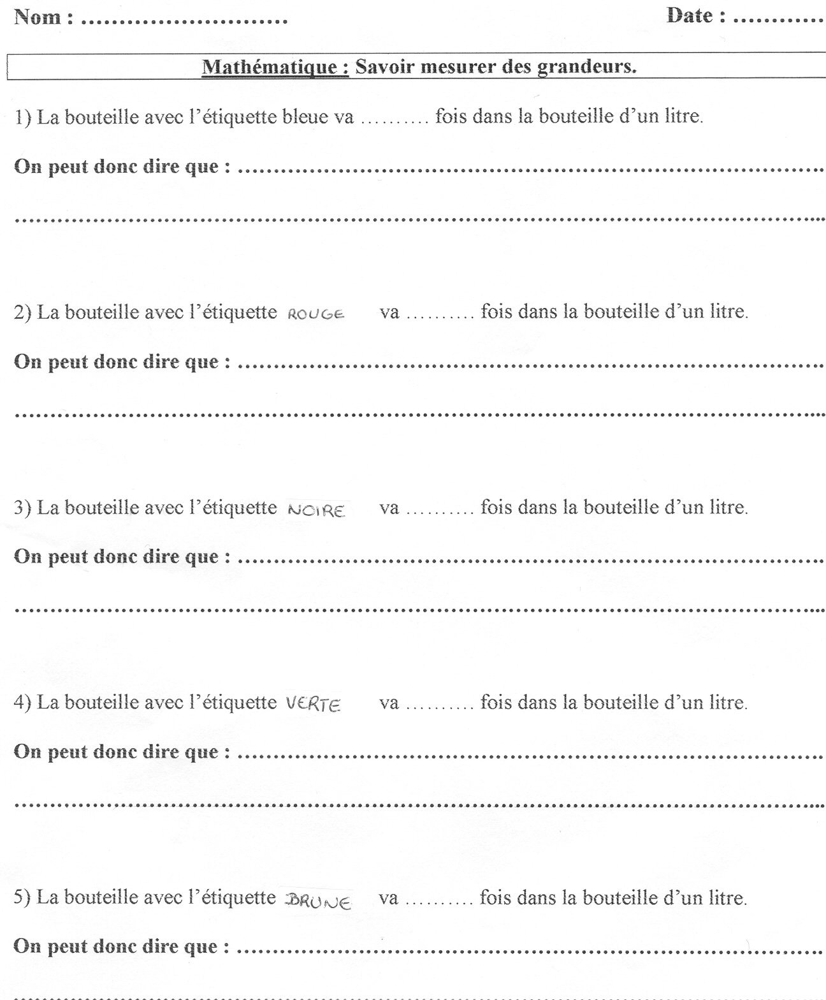 Nom : ........................... Date : ............
Mathématique : Savoir mesurer des grandeurs.
1) La bouteille avec l’étiquette bleue va .......... fois dans la bouteille d’un litre.
On peut donc dire que : ................................................................................
................................................................................................................
2) La bouteille avec l’étiquette ROUGE va .......... fois dans la bouteille d’un litre.
On peut donc dire que : ................................................................................
................................................................................................................
3) La bouteille avec l’étiquette NOIRE va .......... fois dans la bouteille d’un litre.
On peut donc dire que : ................................................................................
................................................................................................................
4) La bouteille avec l’étiquette VERTE va .......... fois dans la bouteille d’un litre.
On peut donc dire que : ................................................................................
................................................................................................................
5) La bouteille avec l’étiquette BRUNE va .......... fois dans la bouteille d’un litre.
On peut donc dire que : ................................................................................
................................................................................................................